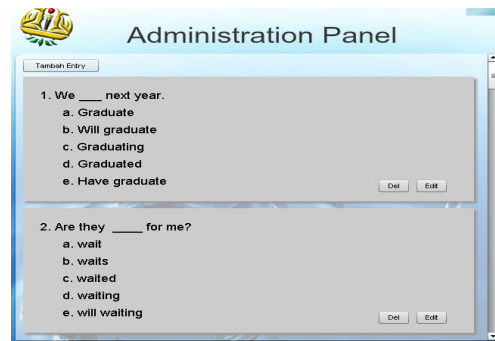 Administration Panel
Tambah Entry
1. We ___ next year.
a. Graduate
b. Will graduate
c. Graduating
d. Graduated
e. Have graduate
Del Edit
2. Are they ____ for me?
a. wait
b. waits
c. waited
d. waiting
e. will waiting
Del Edit